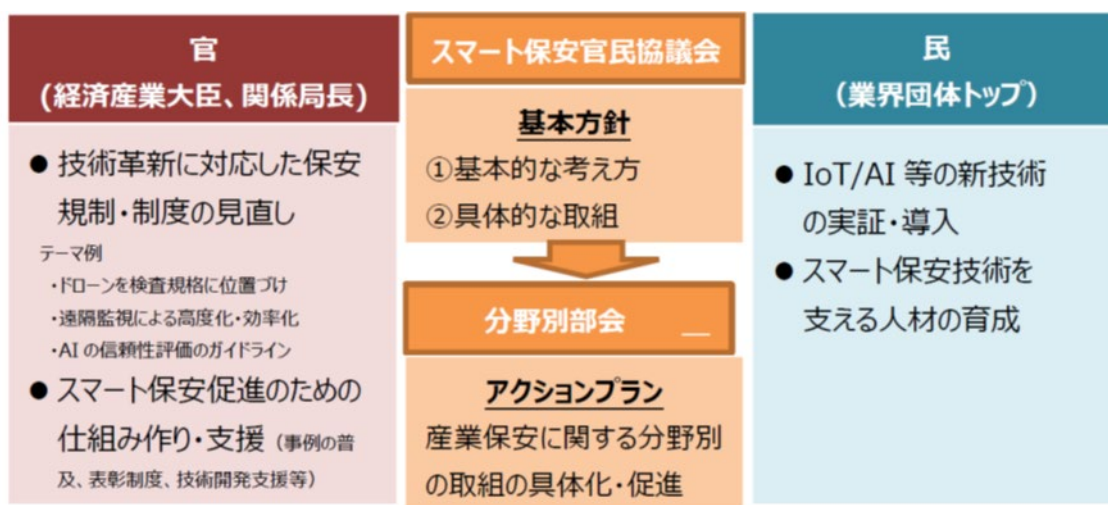 官
(経済産業大臣、関係局長)
● 技術革新に対応した保安
規制・制度の見直し
テーマ例
・ドローンを検査規格に位置づけ
・遠隔監視による高度化・効率化
・AI の信頼性評価のガイドライン
● スマート保安促進のための
仕組み作り・支援（事例の普
及、表彰制度、技術開発支援等）
スマート保安官民協議会
基本方針
①基本的な考え方
②具体的な取組
分野別部会
アクションプラン
産業保安に関する分野別
の取組の具体化・促進
民
（業界団体トップ）
● IoT/AI 等の新技術
の実証・導入
● スマート保安技術を
支える人材の育成